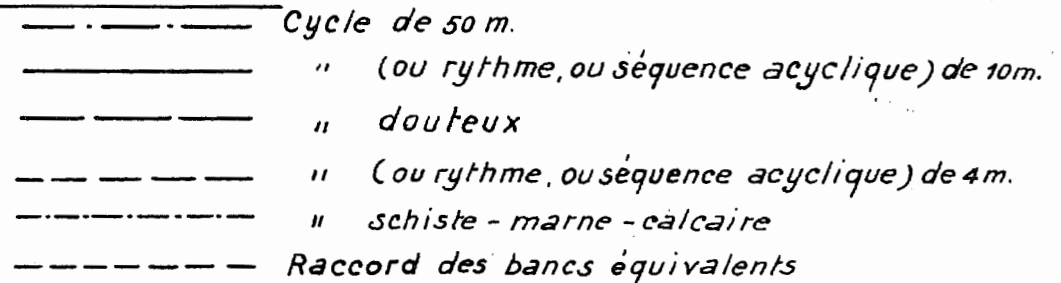 Cycle de 50 m.
" (ou rythme, ou séquence acyclique) de 10m.
" douteux
" (ou rythme, ou séquence acyclique) de 4m.
" schiste - marne - calcaire
Raccord des bancs équivalents